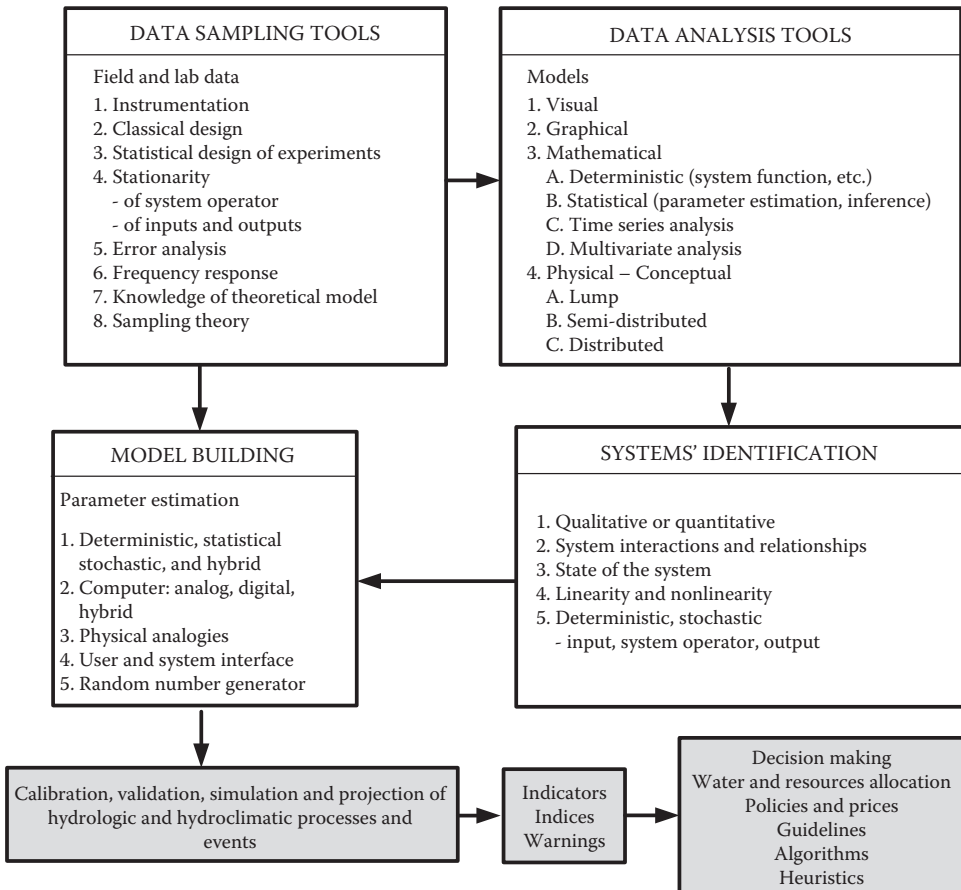 DATA SAMPLING TOOLS
Field and lab data
1. Instrumentation
2. Classical design
3. Statistical design of experiments
4. Stationarity
- of system operator
- of inputs and outputs
5. Error analysis
6. Frequency response
7. Knowledge of theoretical model
8. Sampling theory
DATA ANALYSIS TOOLS
Models
1. Visual
2. Graphical
3. Mathematical
A. Deterministic (system function, etc.)
B. Statistical (parameter estimation, inference)
C. Time series analysis
D. Multivariate analysis
4. Physical – Conceptual
A. Lump
B. Semi-distributed
C. Distributed
MODEL BUILDING
Parameter estimation
1. Deterministic, statistical
stochastic, and hybrid
2. Computer: analog, digital,
hybrid
3. Physical analogies
4. User and system interface
5. Random number generator
SYSTEMS’ IDENTIFICATION
1. Qualitative or quantitative
2. System interactions and relationships
3. State of the system
4. Linearity and nonlinearity
5. Deterministic, stochastic
- input, system operator, output
Calibration, validation, simulation and projection of
hydrologic and hydroclimatic processes and
events
Indicators
Indices
Warnings
Decision making
Water and resources allocation
Policies and prices
Guidelines
Algorithms
Heuristics